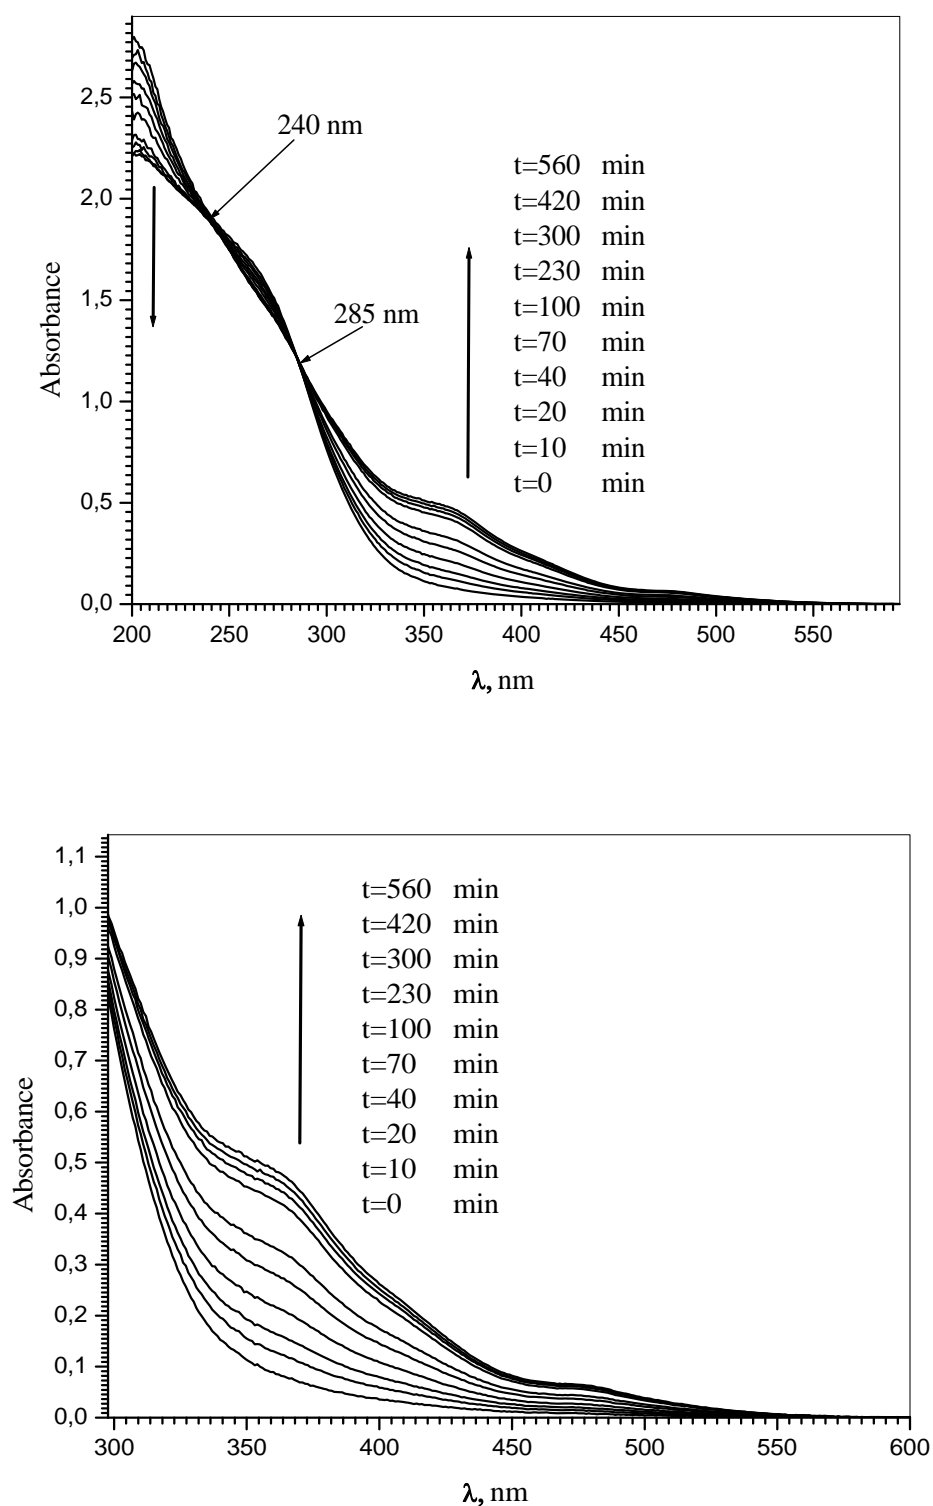 2,5
2,0
1,5
1,0
0,5
0,0
Absorbance
240 nm
285 nm
t=560 min
t=420 min
t=300 min
t=230 min
t=100 min
t=70 min
t=40 min
t=20 min
t=10 min
t=0 min
200 250 300 350 400 450 500 550
λ, nm
1,1
1,0
0,9
0,8
0,7
0,6
0,5
0,4
0,3
0,2
0,1
0,0
Absorbance
t=560 min
t=420 min
t=300 min
t=230 min
t=100 min
t=70 min
t=40 min
t=20 min
t=10 min
t=0 min
300 350 400 450 500 550 600
λ, nm